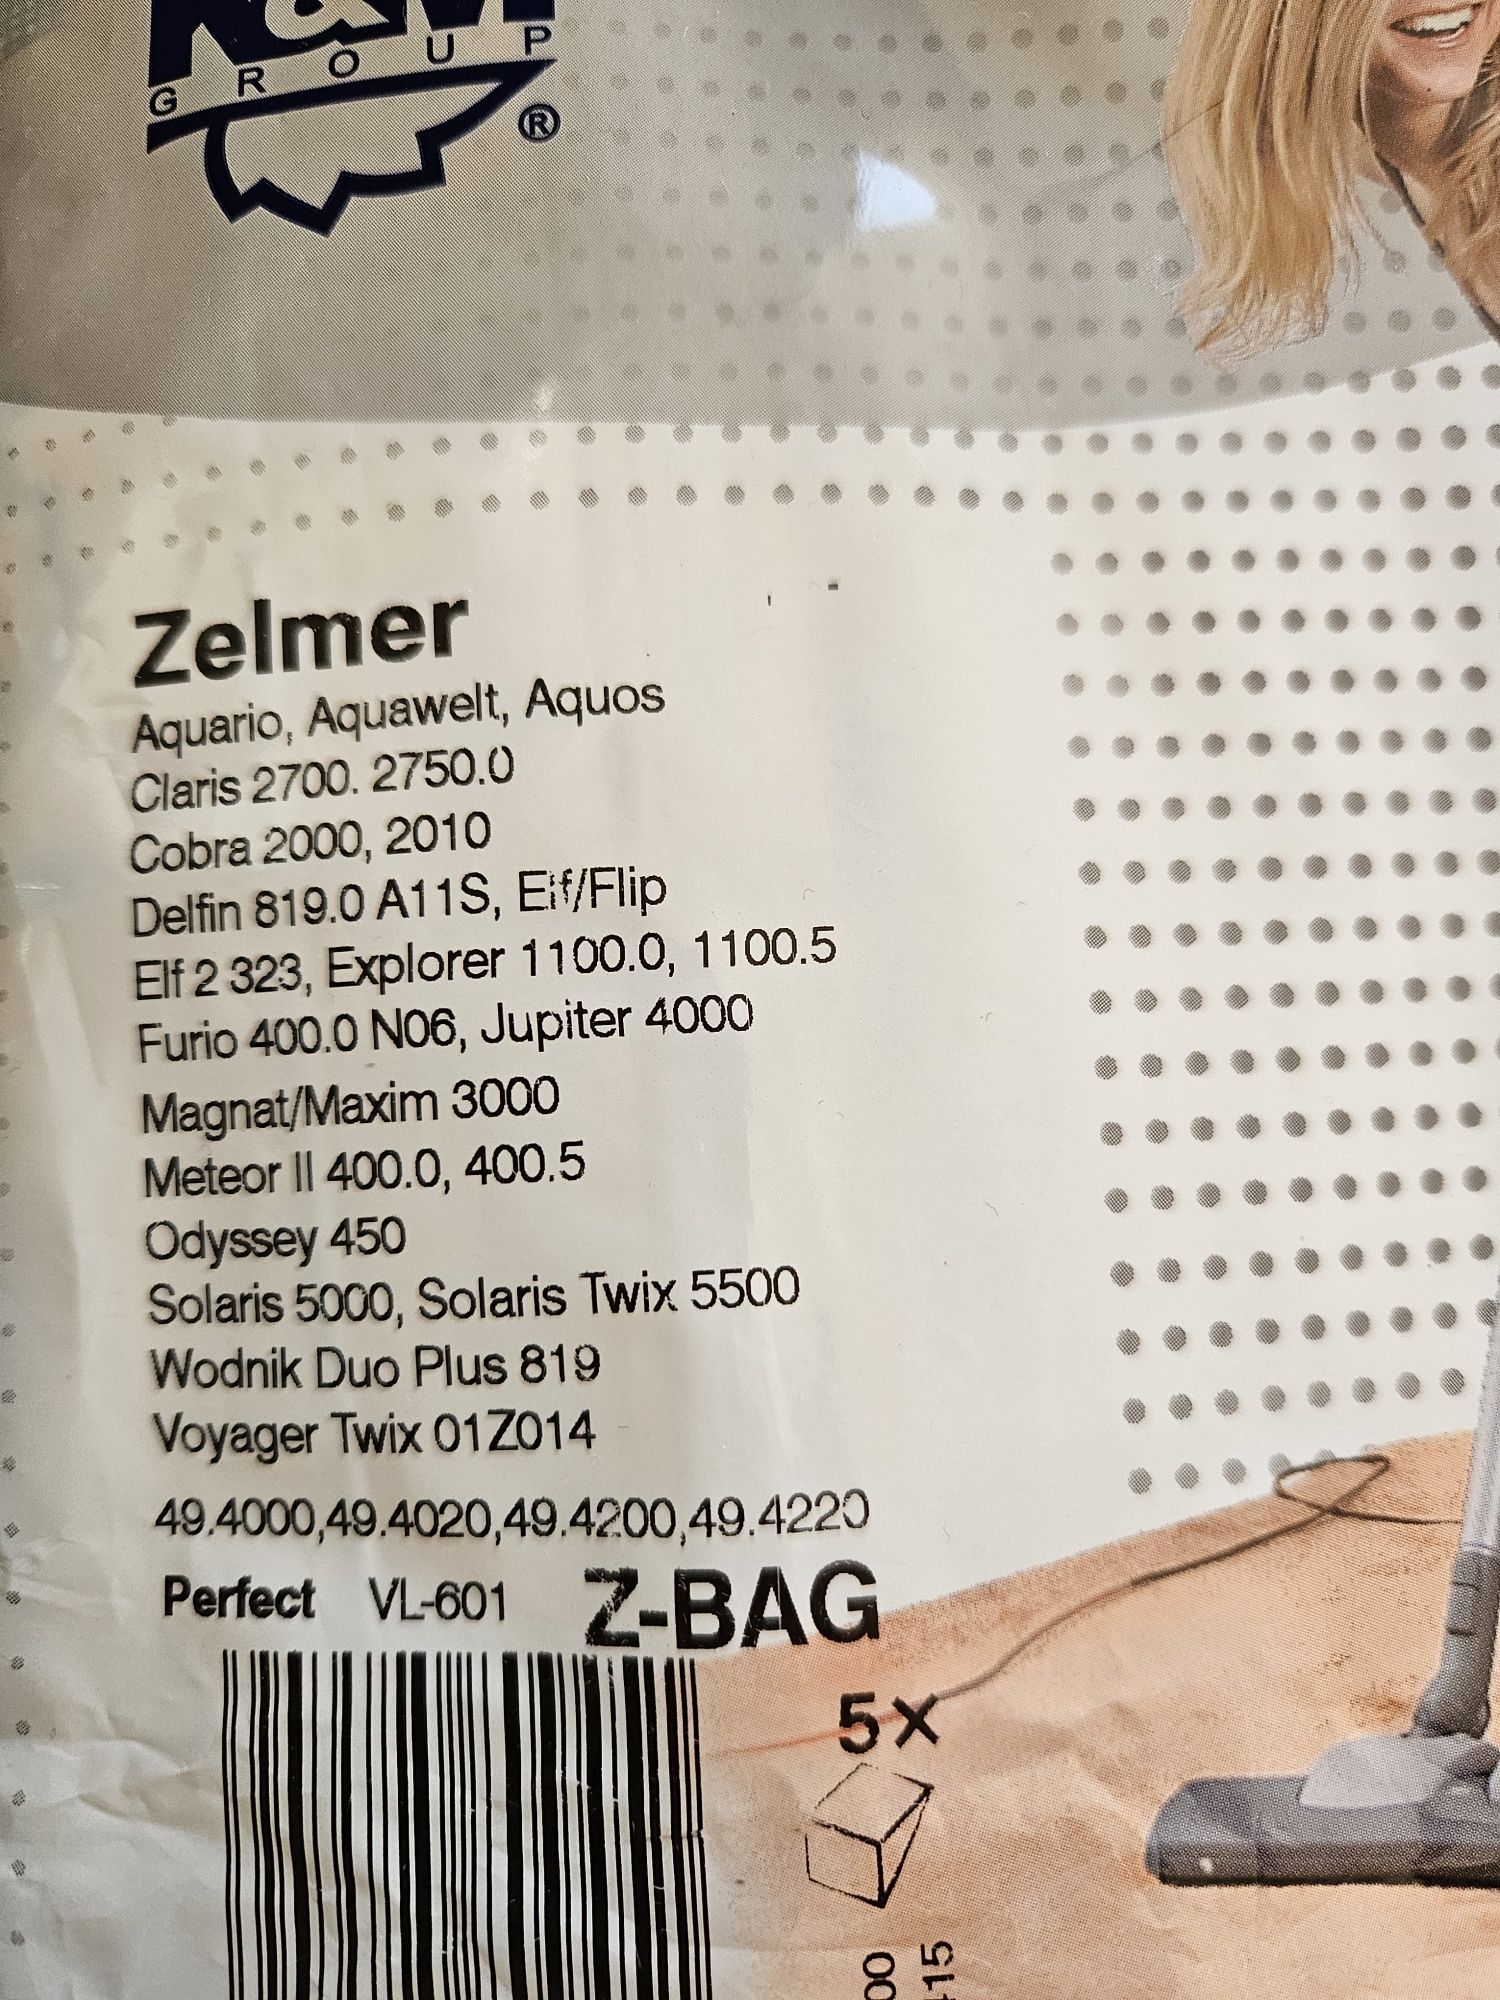 GROUP
®
Zelmer
Aquario, Aquawelt, Aquos
Claris 2700. 2750.0
Cobra 2000, 2010
Delfin 819.0 A11S, Elf/Flip
Elf 2 323, Explorer 1100.0, 1100.5
Furio 400.0 N06, Jupiter 4000
Magnat/Maxim 3000
Meteor II 400.0, 400.5
Odyssey 450
Solaris 5000, Solaris Twix 5500
Wodnik Duo Plus 819
Voyager Twix 01Z014
49.4000,49.4020,49.4200,49.4220
Perfect VL-601 Z-BAG
5×